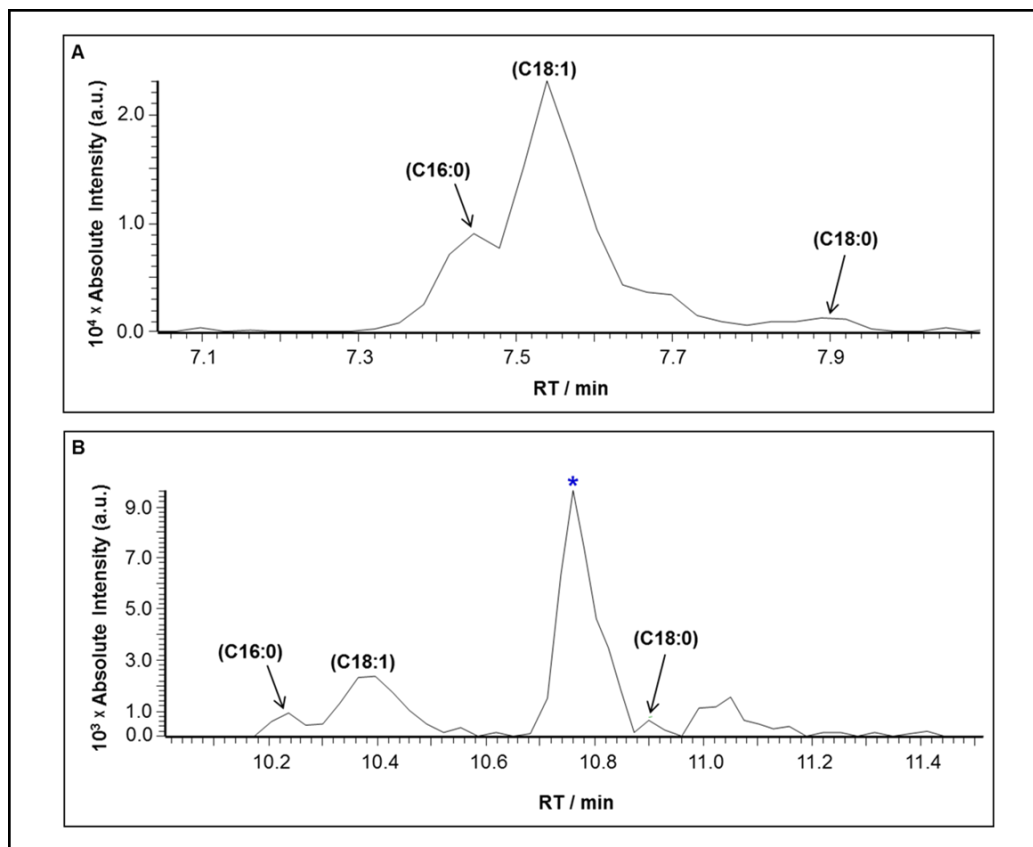 A
10⁴ x Absolute Intensity (a.u.)
2.0
1.0
0.0
(C16:0)
(C18:1)
(C18:0)
7.1 7.3 7.5 7.7 7.9
RT / min
B
10³ x Absolute Intensity (a.u.)
9.0
7.0
5.0
3.0
1.0
0.0
(C16:0)
(C18:1)
*
(C18:0)
10.2 10.4 10.6 10.8 11.0 11.2 11.4
RT / min